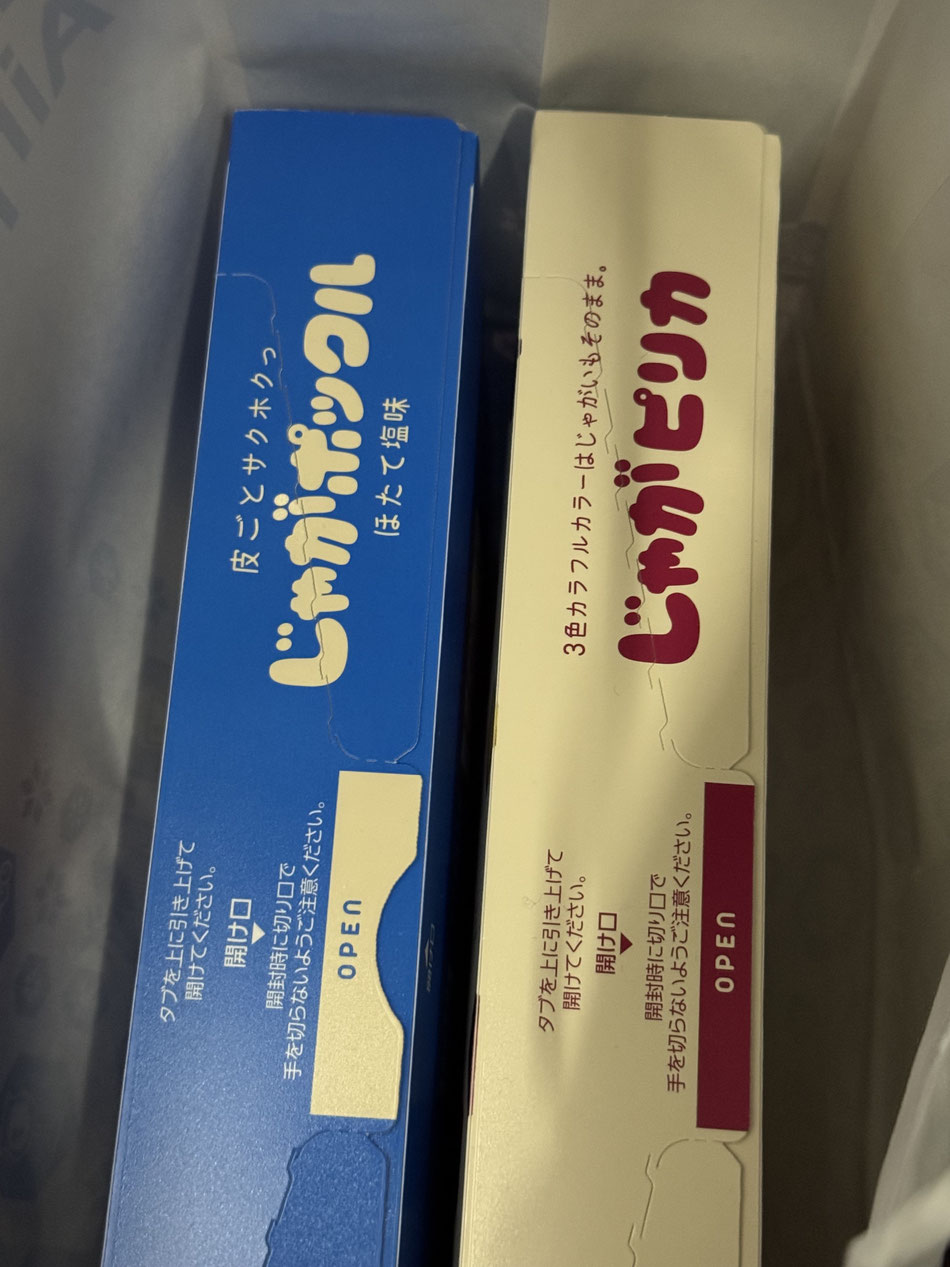 皮ごとサクホクっ
じゃがポックル
ほたて塩味
タブを上に引き上げて
開けてください。
開け口
開封時に切り口で
手を切らないようご注意ください。
OPEN
3色カラフルカラーはじゃがいもそのまま。
じゃがピリカ
タブを上に引き上げて
開けてください。
開け口
開封時に切り口で
手を切らないようご注意ください。
OPEN